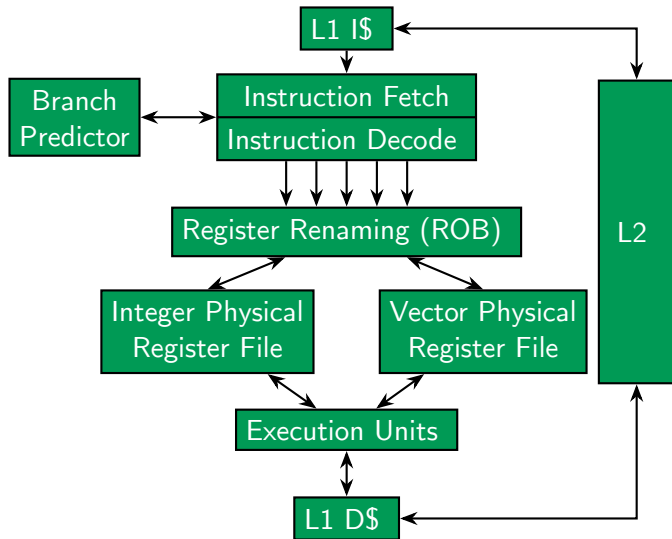 L1 I$
Instruction Fetch
Branch
Predictor
Instruction Decode
Register Renaming (ROB)
L2
Integer Physical
Register File
Vector Physical
Register File
Execution Units
L1 D$